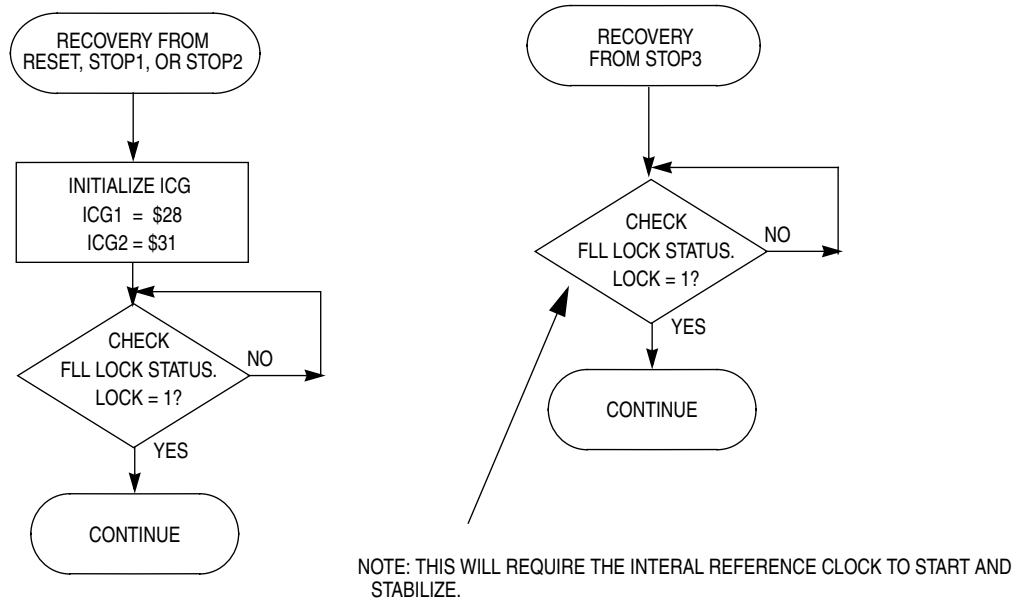 RECOVERY FROM
RESET, STOP1, OR STOP2
INITIALIZE ICG
ICG1 = $28
ICG2 = $31
CHECK
FLL LOCK STATUS.
LOCK = 1?
NO
YES
CONTINUE
RECOVERY
FROM STOP3
CHECK
FLL LOCK STATUS.
LOCK = 1?
NO
YES
CONTINUE
NOTE: THIS WILL REQUIRE THE INTERAL REFERENCE CLOCK TO START AND
STABILIZE.